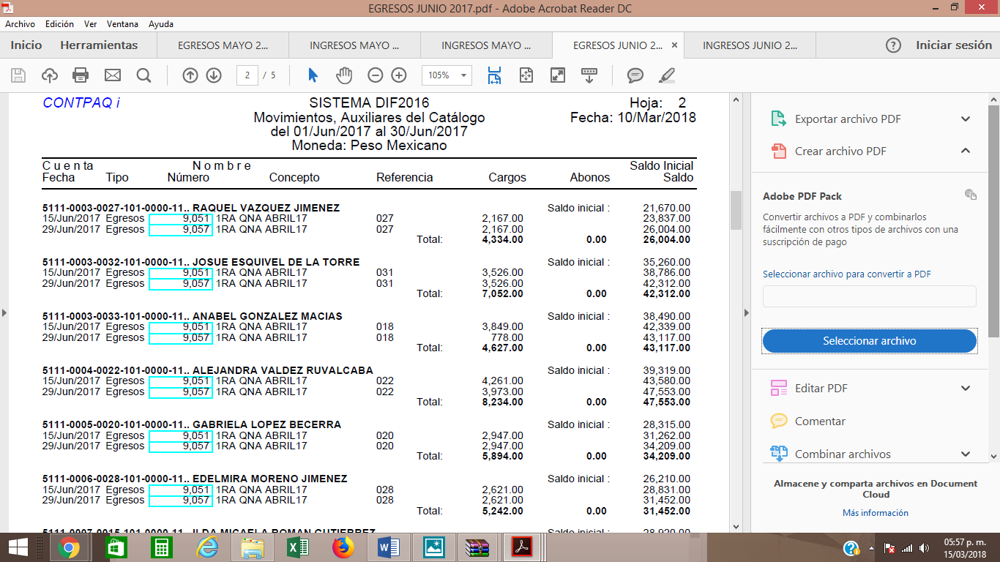 EGRESOS JUNIO 2017.pdf - Adobe Acrobat Reader DC
Archivo Edición Ver Ventana Ayuda
Inicio Herramientas EGRESOS MAYO 2... INGRESOS MAYO ... INGRESOS MAYO ... EGRESOS JUNIO 2... × INGRESOS JUNIO 2... Iniciar sesión
2 / 5 105%
CONTPAQ i SISTEMA DIF2016 Hoja: 2
Movimientos, Auxiliares del Catálogo Fecha: 10/Mar/2018
del 01/Jun/2017 al 30/Jun/2017
Moneda: Peso Mexicano
C u e n ta N o m b r e Saldo Inicial
Fecha Tipo Número Concepto Referencia Cargos Abonos Saldo
5111-0003-0027-101-0000-11.. RAQUEL VAZQUEZ JIMENEZ Saldo inicial : 21,670.00
15/Jun/2017 Egresos 9,051 1RA QNA ABRIL17 027 2,167.00 23,837.00
29/Jun/2017 Egresos 9,057 1RA QNA ABRIL17 027 2,167.00 26,004.00
Total: 4,334.00 0.00 26,004.00
5111-0003-0032-101-0000-11.. JOSUE ESQUIVEL DE LA TORRE Saldo inicial : 35,260.00
15/Jun/2017 Egresos 9,051 1RA QNA ABRIL17 031 3,526.00 38,786.00
29/Jun/2017 Egresos 9,057 1RA QNA ABRIL17 031 3,526.00 42,312.00
Total: 7,052.00 0.00 42,312.00
5111-0003-0033-101-0000-11.. ANABEL GONZALEZ MACIAS Saldo inicial : 38,490.00
15/Jun/2017 Egresos 9,051 1RA QNA ABRIL17 018 3,849.00 42,339.00
29/Jun/2017 Egresos 9,057 1RA QNA ABRIL17 018 778.00 43,117.00
Total: 4,627.00 0.00 43,117.00
5111-0004-0022-101-0000-11.. ALEJANDRA VALDEZ RUVALCABA Saldo inicial : 39,319.00
15/Jun/2017 Egresos 9,051 1RA QNA ABRIL17 022 4,261.00 43,580.00
29/Jun/2017 Egresos 9,057 1RA QNA ABRIL17 022 3,973.00 47,553.00
Total: 8,234.00 0.00 47,553.00
5111-0005-0020-101-0000-11.. GABRIELA LOPEZ BECERRA Saldo inicial : 28,315.00
15/Jun/2017 Egresos 9,051 1RA QNA ABRIL17 020 2,947.00 31,262.00
29/Jun/2017 Egresos 9,057 1RA QNA ABRIL17 020 2,947.00 34,209.00
Total: 5,894.00 0.00 34,209.00
5111-0006-0028-101-0000-11.. EDELMIRA MORENO JIMENEZ Saldo inicial : 26,210.00
15/Jun/2017 Egresos 9,051 1RA QNA ABRIL17 028 2,621.00 28,831.00
29/Jun/2017 Egresos 9,057 1RA QNA ABRIL17 028 2,621.00 31,452.00
Total: 5,242.00 0.00 31,452.00
5111-0007-0015-101-0000-11.. ILDA MICAELA ROMAN GUTIERREZ Saldo inicial : 28,920.00
Exportar archivo PDF
Crear archivo PDF
Adobe PDF Pack
Convertir archivos a PDF y combinarlos
fácilmente con otros tipos de archivos con una
suscripción de pago
Seleccionar archivo para convertir a PDF
Seleccionar archivo
Editar PDF
Comentar
Combinar archivos
Almacene y comparta archivos en Document
Cloud
Más información
05:57 p. m.
15/03/2018